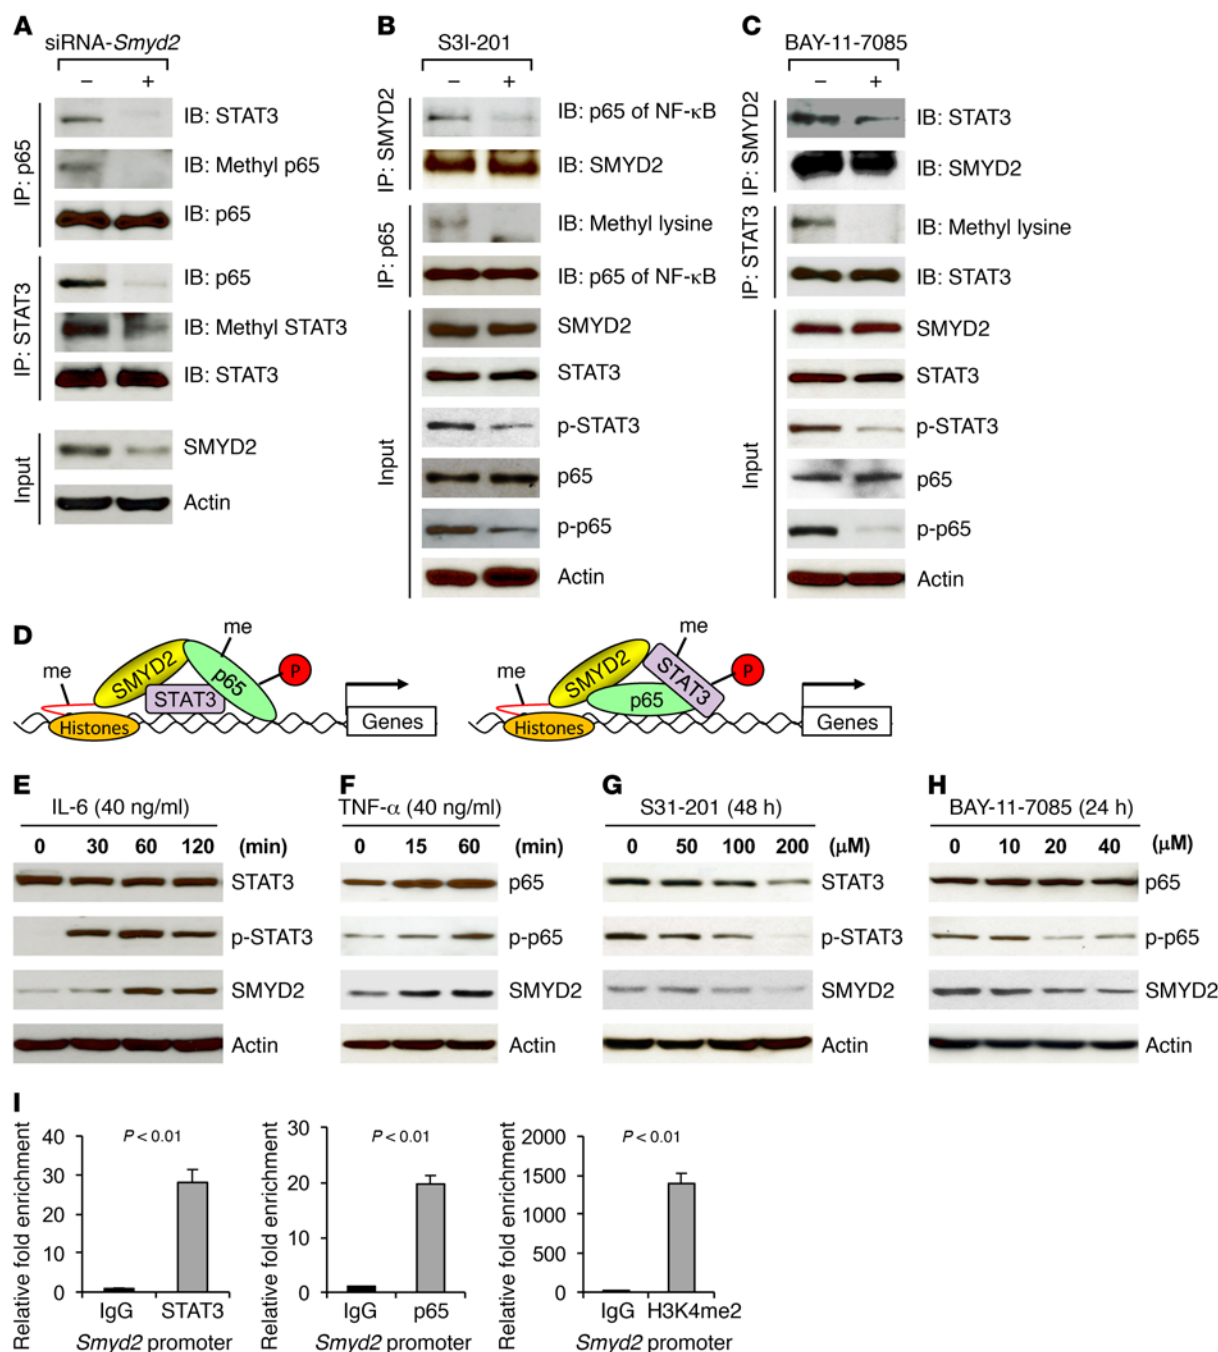 A
siRNA-Smyd2
– +
IP: p65
IB: STAT3
IB: Methyl p65
IB: p65
IP: STAT3
IB: p65
IB: Methyl STAT3
IB: STAT3
Input
SMYD2
Actin
B
S3I-201
– +
IP: SMYD2
IB: p65 of NF-κB
IB: SMYD2
IP: p65
IB: Methyl lysine
IB: p65 of NF-κB
Input
SMYD2
STAT3
p-STAT3
p65
p-p65
Actin
C
BAY-11-7085
– +
IP: SMYD2
IB: STAT3
IB: SMYD2
IP: STAT3
IB: Methyl lysine
IB: STAT3
Input
SMYD2
STAT3
p-STAT3
p65
p-p65
Actin
D
me
me
SMYD2
p65
P
STAT3
Histones
Genes
me
me
SMYD2
STAT3
P
p65
Histones
Genes
E
IL-6 (40 ng/ml)
0 30 60 120 (min)
STAT3
p-STAT3
SMYD2
Actin
F
TNF-α (40 ng/ml)
0 15 60 (min)
p65
p-p65
SMYD2
Actin
G
S31-201 (48 h)
0 50 100 200 (μM)
STAT3
p-STAT3
SMYD2
Actin
H
BAY-11-7085 (24 h)
0 10 20 40 (μM)
p65
p-p65
SMYD2
Actin
I
Relative fold enrichment
40
30
20
10
0
P < 0.01
IgG STAT3
Smyd2 promoter
Relative fold enrichment
30
20
10
0
P < 0.01
IgG p65
Smyd2 promoter
Relative fold enrichment
2000
1500
1000
500
0
P < 0.01
IgG H3K4me2
Smyd2 promoter